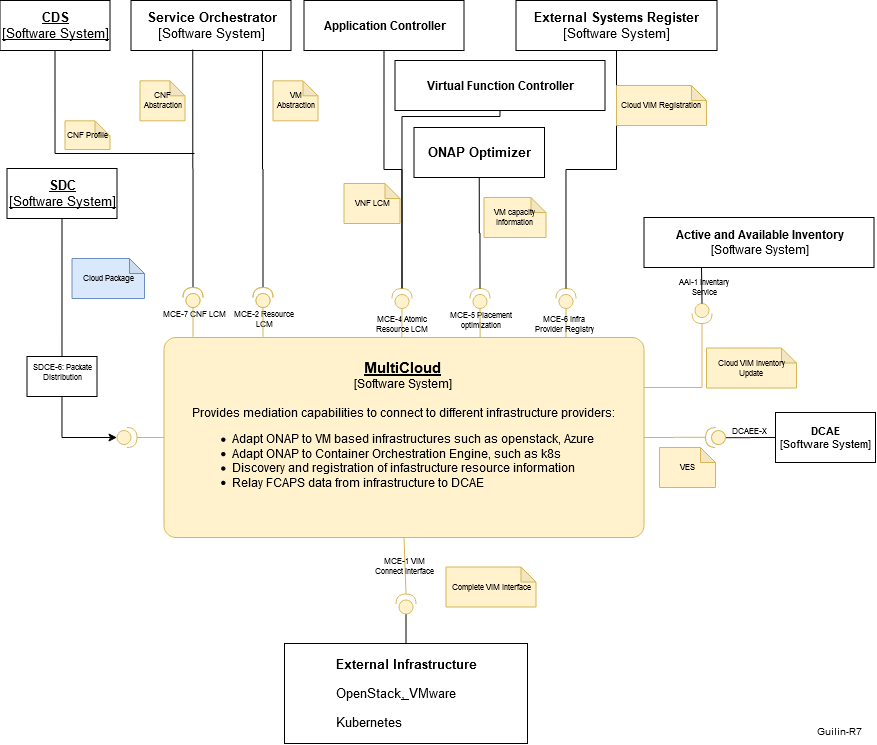 CDS
[Software System]
Service Orchestrator
[Software System]
Application Controller
External Systems Register
[Software System]
Virtual Function Controller
CNF
Abstraction
VM
Abstraction
Cloud VIM Registration
CNF Profile
ONAP Optimizer
SDC
[Software System]
VNF LCM
VM capacity
information
Active and Available Inventory
[Software System]
Cloud Package
AAI-1 Inventary
Service
MCE-7 CNF LCM
MCE-2 Resource
LCM
MCE-4 Atomic
Resource LCM
MCE-5 Placement
optimization
MCE-6 Infra
Provider Registry
SDCE-6: Packate
Distribution
Cloud VIM Inventory
Update
MultiCloud
[Software System]
Provides mediation capabilities to connect to different infrastructure providers:
• Adapt ONAP to VM based infrastructures such as openstack, Azure
• Adapt ONAP to Container Orchestration Engine, such as k8s
• Discovery and registration of infastructure resource information
• Relay FCAPS data from infrastructure to DCAE
DCAEE-X
DCAE
[Software System]
VES
MCE-1 VIM
Connect Interface
Complete VIM Interface
External Infrastructure
OpenStack, VMware
Kubernetes
Guilin-R7